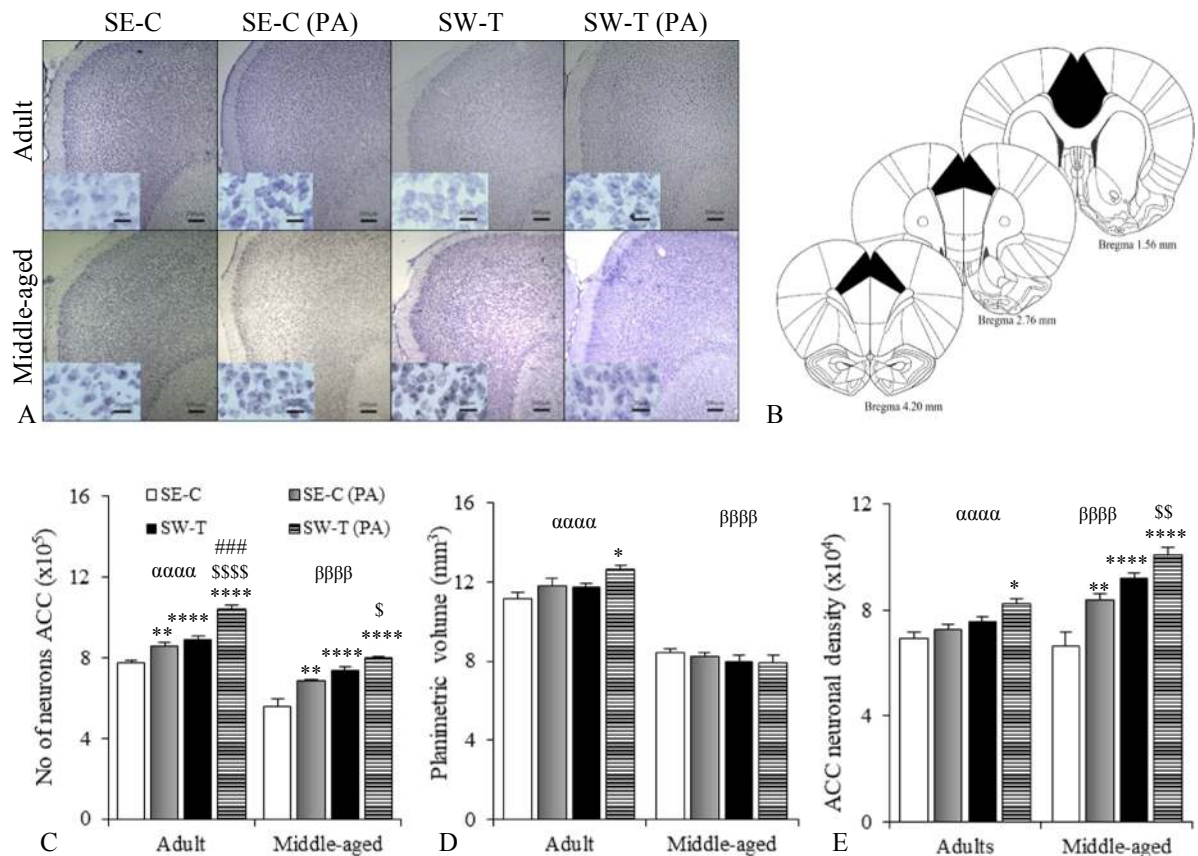 SE-C SE-C (PA) SW-T SW-T (PA)
Adult
Middle-aged
A
Bregma 1.56 mm
Bregma 2.76 mm
Bregma 4.20 mm
B
No of neurons ACC (x10⁵)
16
12
8
4
0
SE-C SE-C (PA)
SW-T SW-T (PA)
αααα
**
****
###
$$$$
****
ββββ
**
****
$
****
Adult Middle-aged
C
Planimetric volume (mm³)
16
12
8
4
0
αααα
*
ββββ
Adult Middle-aged
D
ACC neuronal density (x10⁴)
12
8
4
0
αααα
*
ββββ
**
****
$$
****
Adults Middle-aged
E